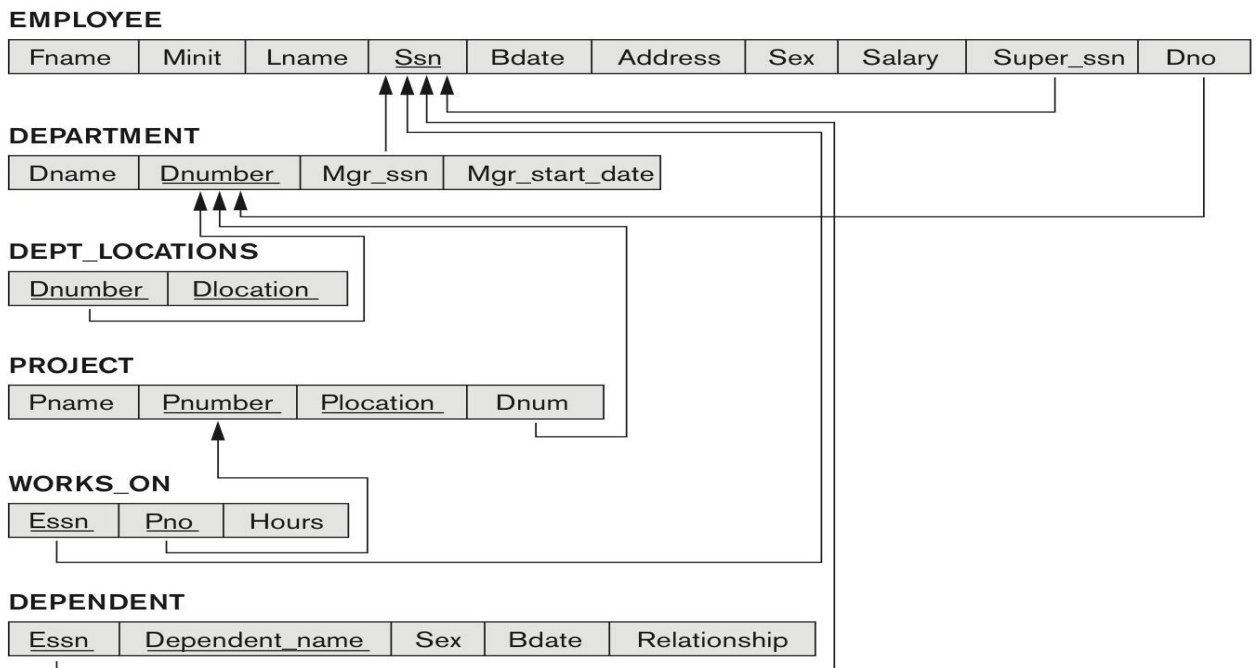 EMPLOYEE
Fname Minit Lname Ssn Bdate Address Sex Salary Super_ssn Dno
DEPARTMENT
Dname Dnumber Mgr_ssn Mgr_start_date
DEPT_LOCATIONS
Dnumber Dlocation
PROJECT
Pname Pnumber Plocation Dnum
WORKS_ON
Essn Pno Hours
DEPENDENT
Essn Dependent_name Sex Bdate Relationship